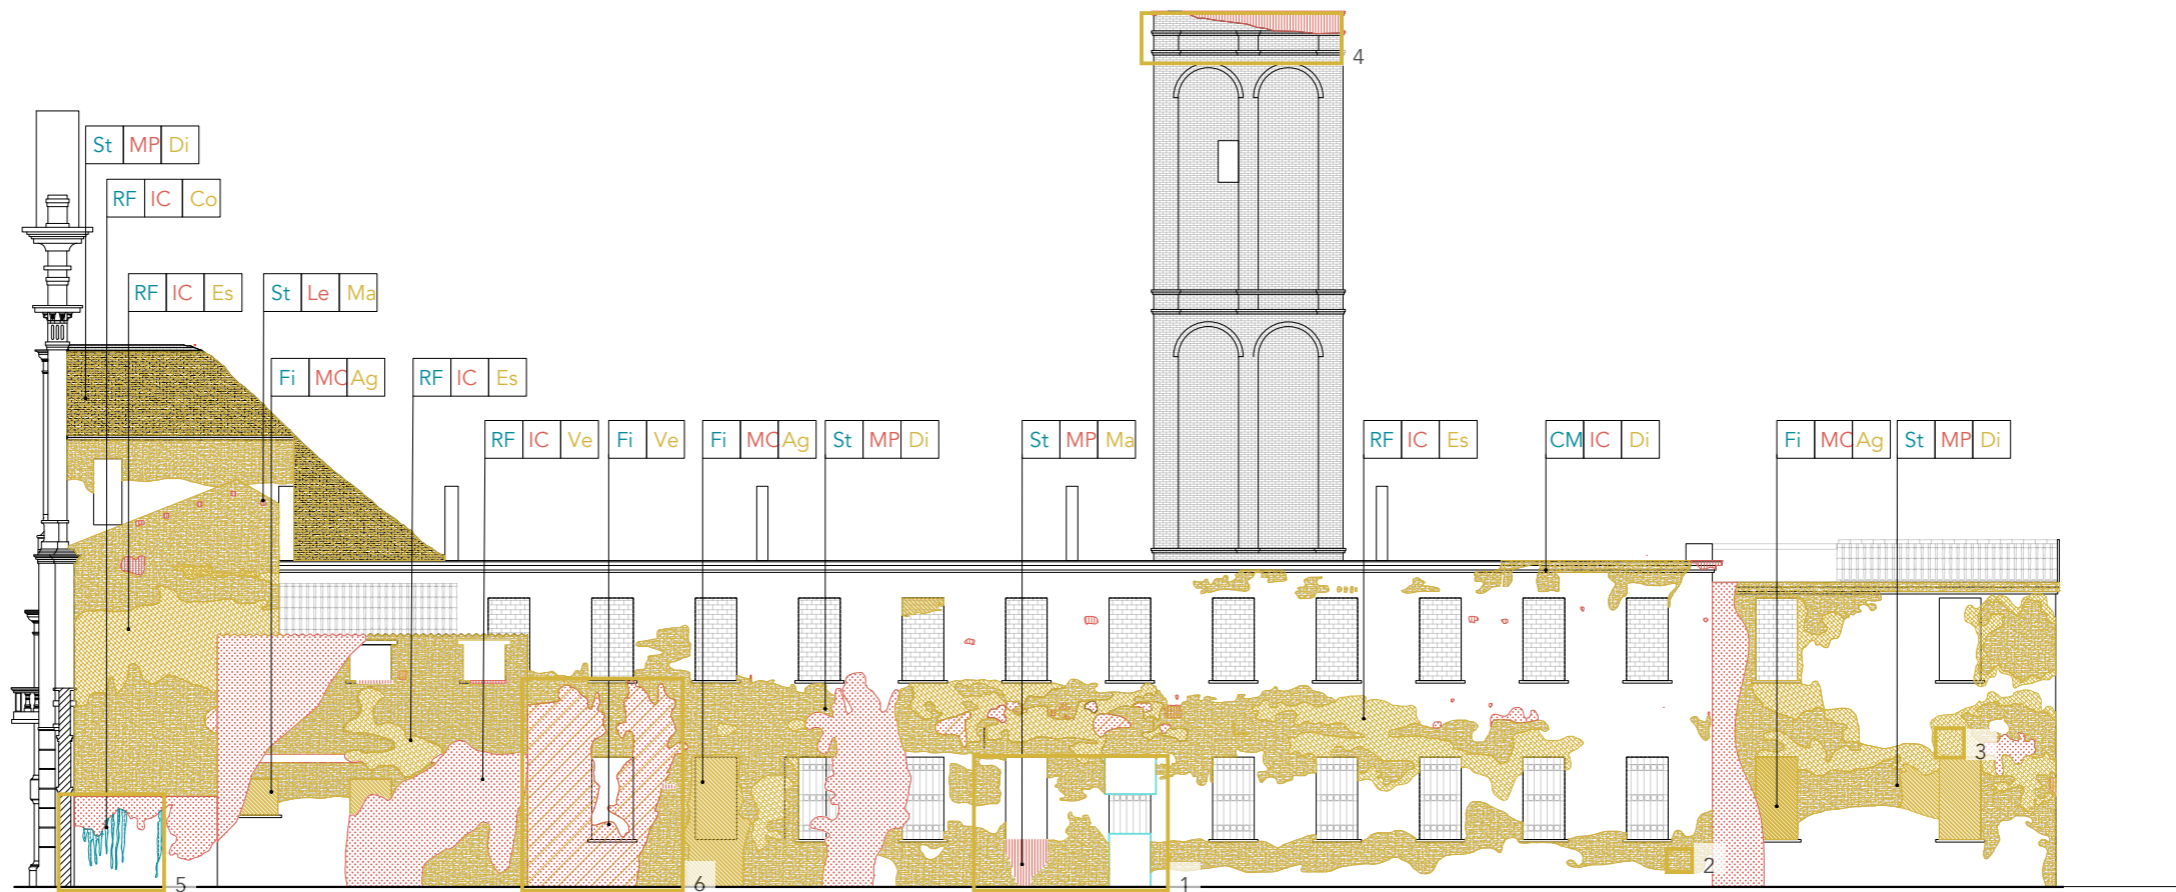 4
St MP Di
RF IC Co
RF IC Es
St Le Ma
Fi MC Ag
RF IC Es
RF IC Ve
Fi Ve
Fi MC Ag
St MP Di
St MP Ma
RF IC Es
CM IC Di
Fi MC Ag
St MP Di
3
2
5
6
1